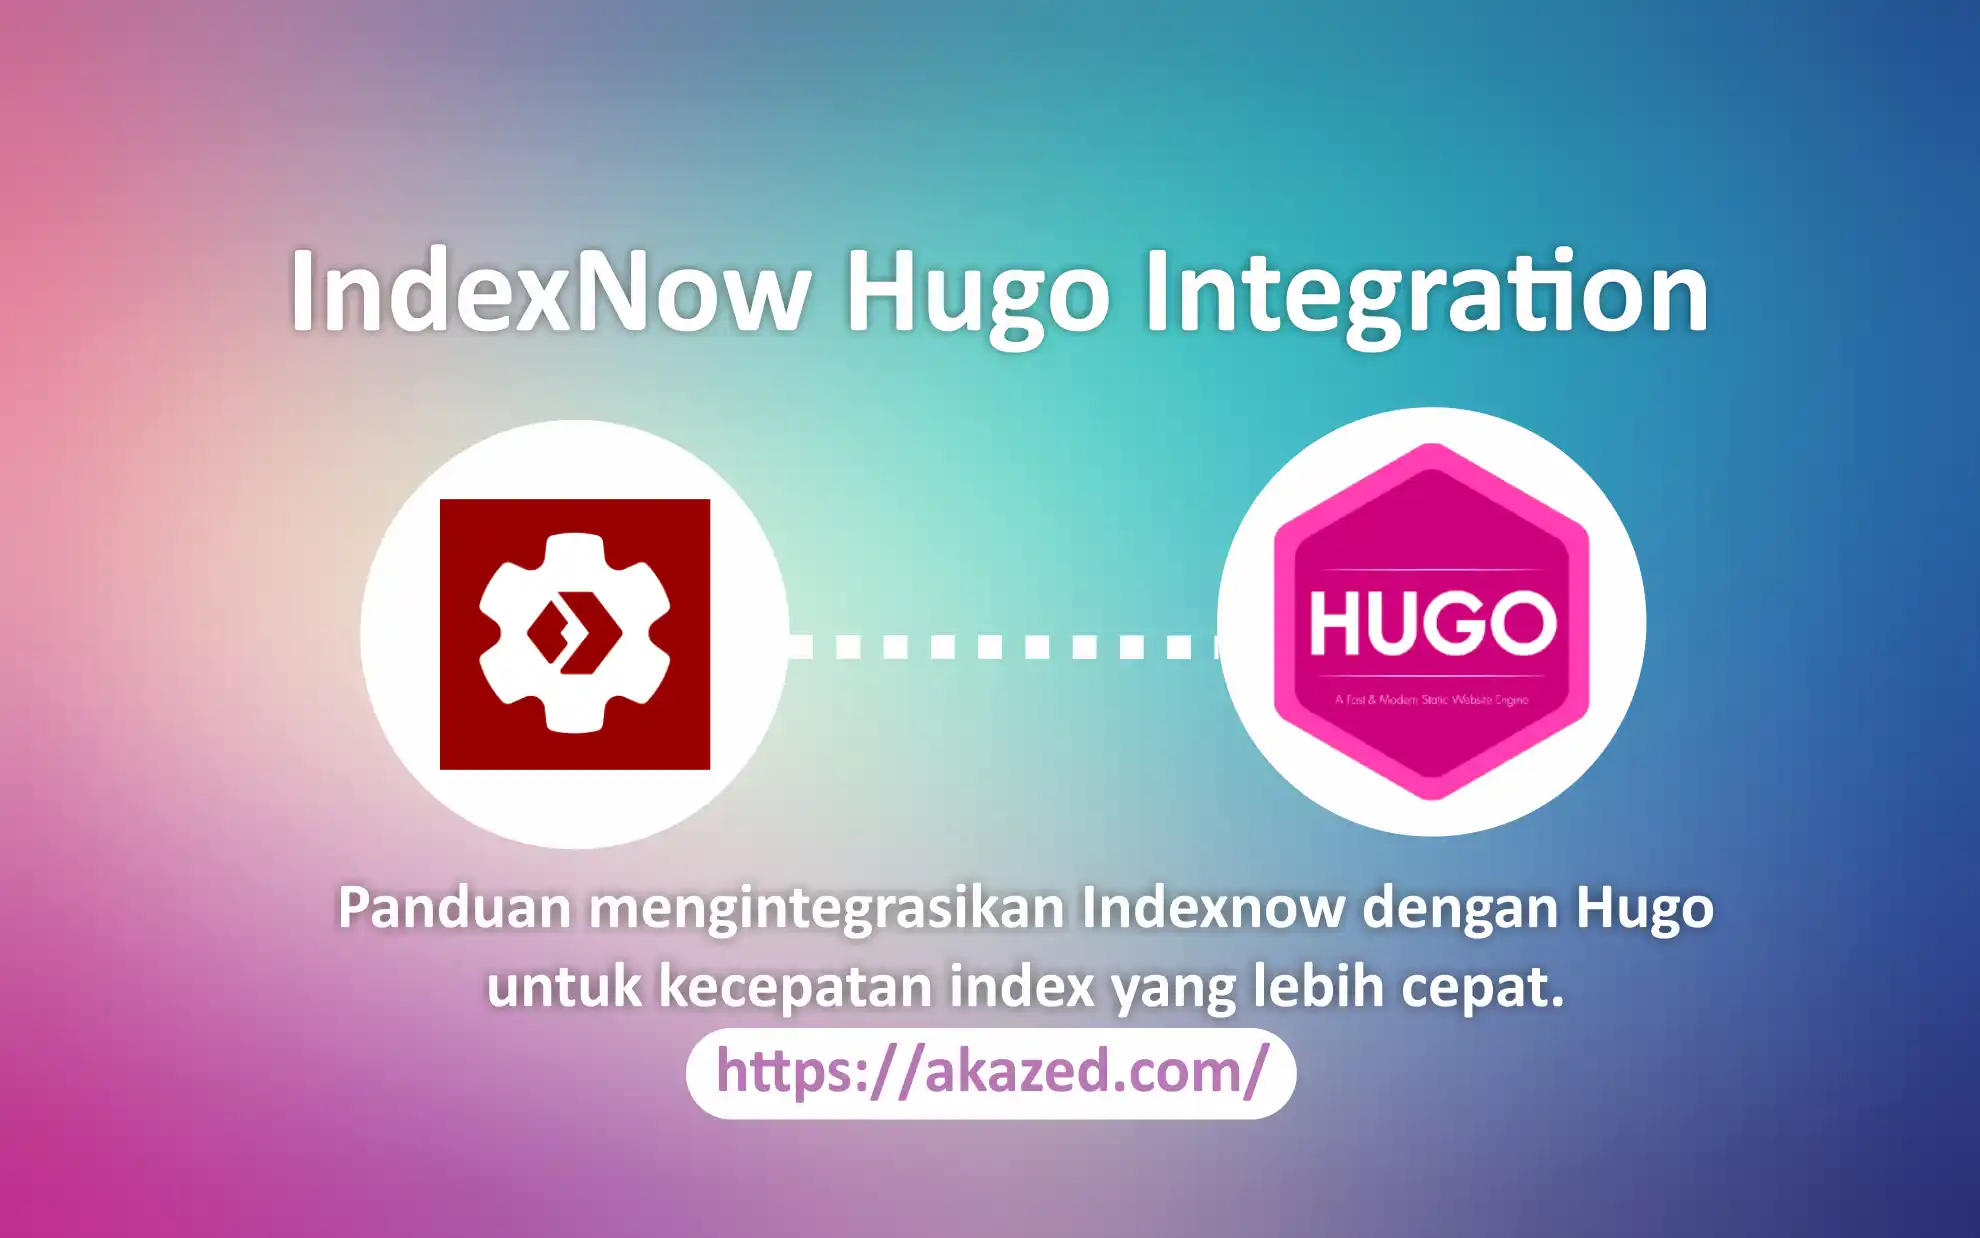 IndexNow Hugo Integration
HUGO
A Fast & Modern Static Website Engine
Panduan mengintegrasikan Indexnow dengan Hugo
untuk kecepatan index yang lebih cepat.
https://akazed.com/